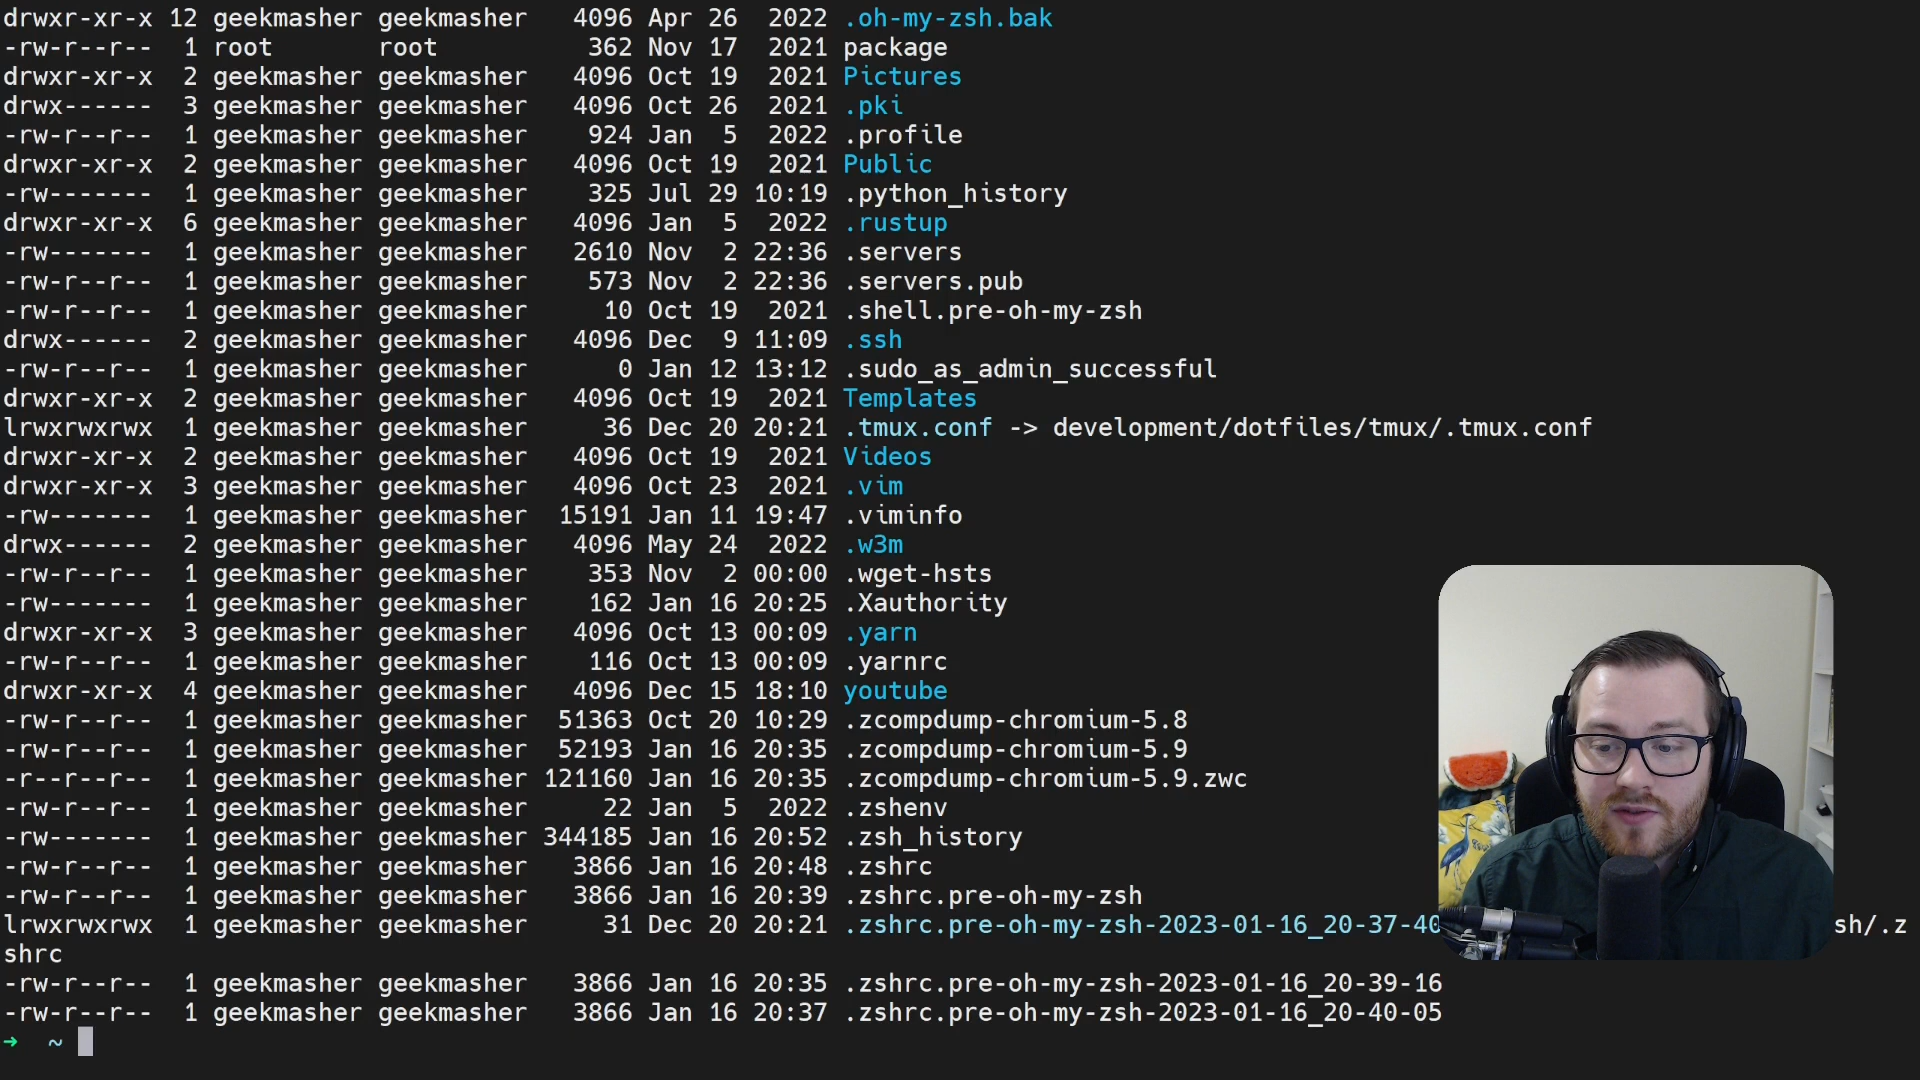 drwxr-xr-x 12 geekmasher geekmasher   4096 Apr 26  2022 .oh-my-zsh.bak
-rw-r--r--  1 root       root          362 Nov 17  2021 package
drwxr-xr-x  2 geekmasher geekmasher   4096 Oct 19  2021 Pictures
drwx------  3 geekmasher geekmasher   4096 Oct 26  2021 .pki
-rw-r--r--  1 geekmasher geekmasher    924 Jan  5  2022 .profile
drwxr-xr-x  2 geekmasher geekmasher   4096 Oct 19  2021 Public
-rw-------  1 geekmasher geekmasher    325 Jul 29 10:19 .python_history
drwxr-xr-x  6 geekmasher geekmasher   4096 Jan  5  2022 .rustup
-rw-------  1 geekmasher geekmasher   2610 Nov  2 22:36 .servers
-rw-r--r--  1 geekmasher geekmasher    573 Nov  2 22:36 .servers.pub
-rw-r--r--  1 geekmasher geekmasher     10 Oct 19  2021 .shell.pre-oh-my-zsh
drwx------  2 geekmasher geekmasher   4096 Dec  9 11:09 .ssh
-rw-r--r--  1 geekmasher geekmasher      0 Jan 12 13:12 .sudo_as_admin_successful
drwxr-xr-x  2 geekmasher geekmasher   4096 Oct 19  2021 Templates
lrwxrwxrwx  1 geekmasher geekmasher     36 Dec 20 20:21 .tmux.conf -> development/dotfiles/tmux/.tmux.conf
drwxr-xr-x  2 geekmasher geekmasher   4096 Oct 19  2021 Videos
drwxr-xr-x  3 geekmasher geekmasher   4096 Oct 23  2021 .vim
-rw-------  1 geekmasher geekmasher  15191 Jan 11 19:47 .viminfo
drwx------  2 geekmasher geekmasher   4096 May 24  2022 .w3m
-rw-r--r--  1 geekmasher geekmasher    353 Nov  2 00:00 .wget-hsts
-rw-------  1 geekmasher geekmasher    162 Jan 16 20:25 .Xauthority
drwxr-xr-x  3 geekmasher geekmasher   4096 Oct 13 00:09 .yarn
-rw-r--r--  1 geekmasher geekmasher    116 Oct 13 00:09 .yarnrc
drwxr-xr-x  4 geekmasher geekmasher   4096 Dec 15 18:10 youtube
-rw-r--r--  1 geekmasher geekmasher  51363 Oct 20 10:29 .zcompdump-chromium-5.8
-rw-r--r--  1 geekmasher geekmasher  52193 Jan 16 20:35 .zcompdump-chromium-5.9
-r--r--r--  1 geekmasher geekmasher 121160 Jan 16 20:35 .zcompdump-chromium-5.9.zwc
-rw-r--r--  1 geekmasher geekmasher     22 Jan  5  2022 .zshenv
-rw-------  1 geekmasher geekmasher 344185 Jan 16 20:52 .zsh_history
-rw-r--r--  1 geekmasher geekmasher   3866 Jan 16 20:48 .zshrc
-rw-r--r--  1 geekmasher geekmasher   3866 Jan 16 20:39 .zshrc.pre-oh-my-zsh
lrwxrwxrwx  1 geekmasher geekmasher     31 Dec 20 20:21 .zshrc.pre-oh-my-zsh-2023-01-16_20-37-40 sh/.z
shrc
-rw-r--r--  1 geekmasher geekmasher   3866 Jan 16 20:35 .zshrc.pre-oh-my-zsh-2023-01-16_20-39-16
-rw-r--r--  1 geekmasher geekmasher   3866 Jan 16 20:37 .zshrc.pre-oh-my-zsh-2023-01-16_20-40-05
➜  ~